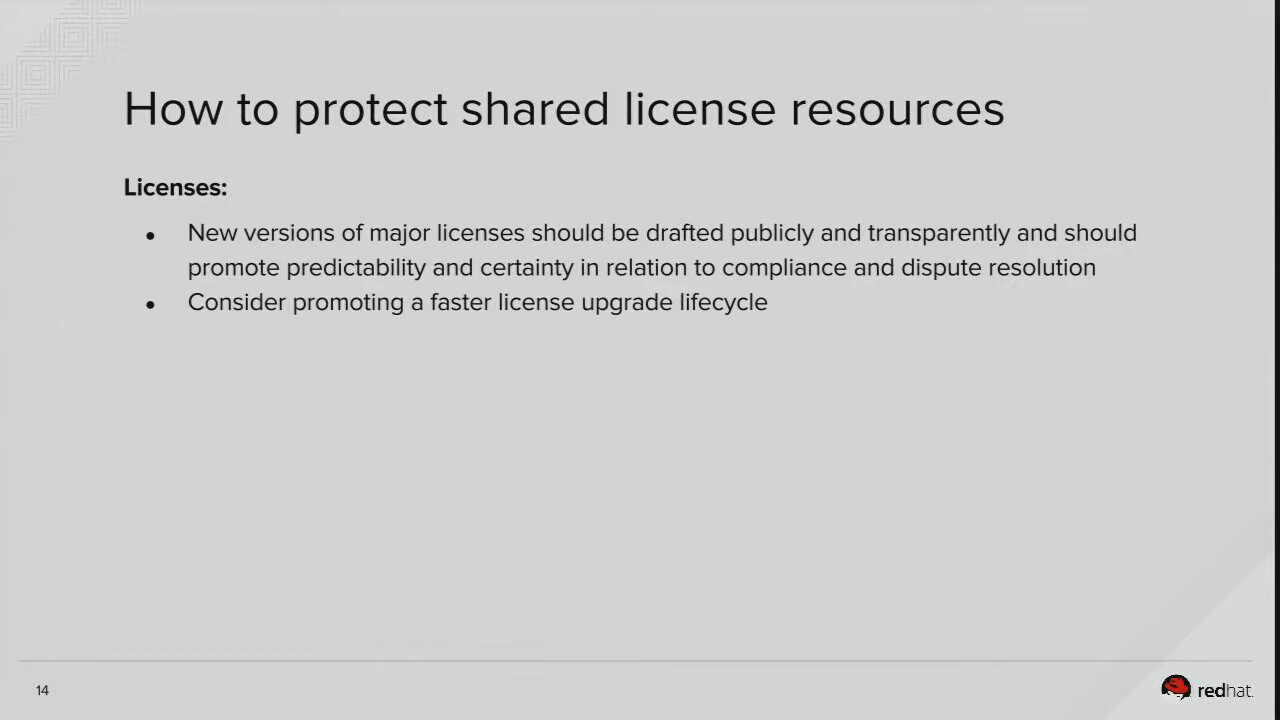 How to protect shared license resources
Licenses:
● New versions of major licenses should be drafted publicly and transparently and should
promote predictability and certainty in relation to compliance and dispute resolution
● Consider promoting a faster license upgrade lifecycle
14
redhat.